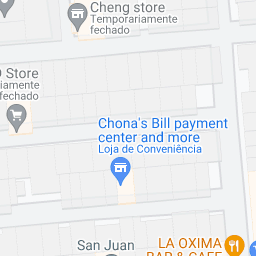 Cheng store
Temporariamente
fechado
Store
fechado
Chona's Bill payment
center and more
Loja de Conveniência
San Juan
LA OXIMA
BAR & CAFE